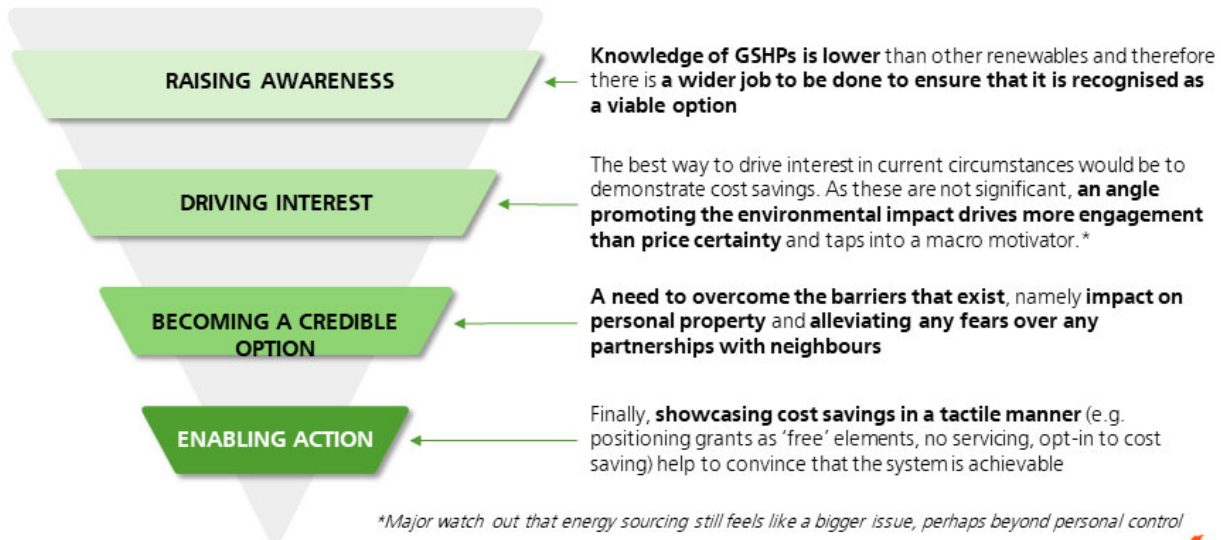 RAISING AWARENESS
Knowledge of GSHPs is lower than other renewables and therefore
there is a wider job to be done to ensure that it is recognised as
a viable option
DRIVING INTEREST
The best way to drive interest in current circumstances would be to
demonstrate cost savings. As these are not significant, an angle
promoting the environmental impact drives more engagement
than price certainty and taps into a macro motivator.*
BECOMING A CREDIBLE
OPTION
A need to overcome the barriers that exist, namely impact on
personal property and alleviating any fears over any
partnerships with neighbours
ENABLING ACTION
Finally, showcasing cost savings in a tactile manner (e.g.
positioning grants as ‘free’ elements, no servicing, opt-in to cost
saving) help to convince that the system is achievable
*Major watch out that energy sourcing still feels like a bigger issue, perhaps beyond personal control